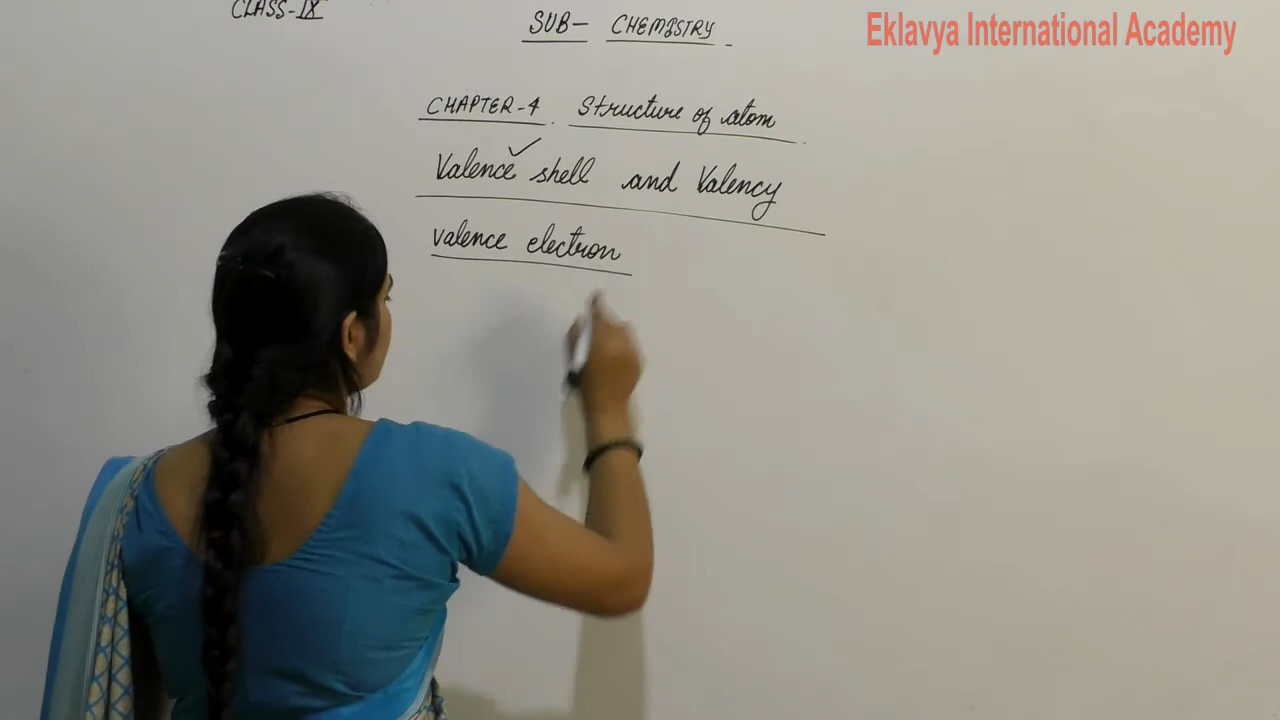 CLASS-IX
SUB- CHEMISTRY
Eklavya International Academy
CHAPTER-4. Structure of atom
Valence shell and Valency
valence electron